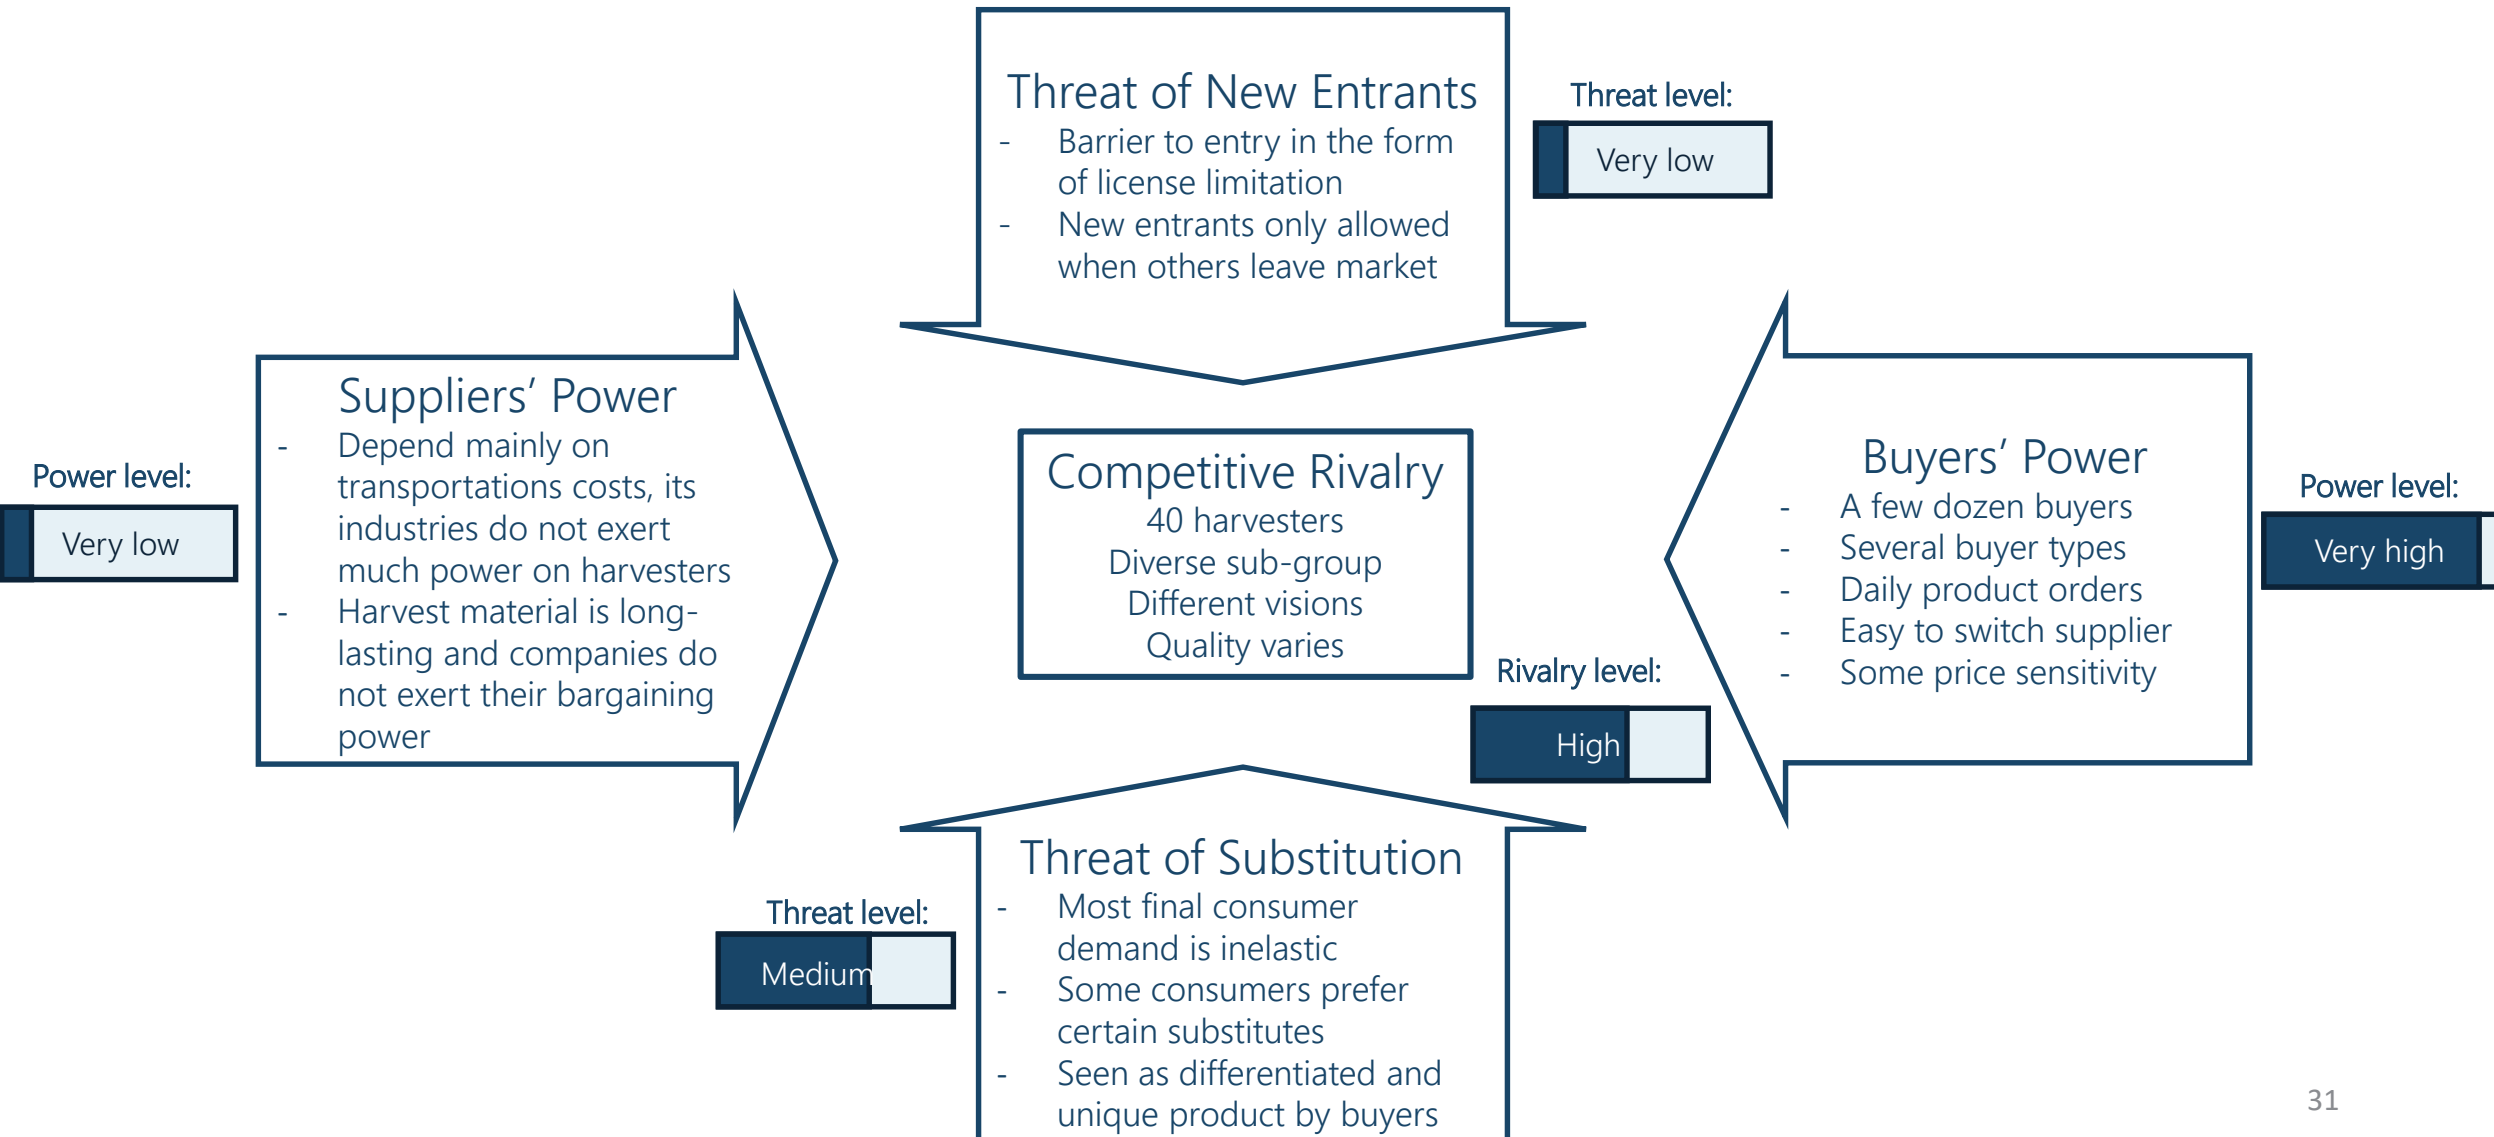 Threat of New Entrants
- Barrier to entry in the form
of license limitation
- New entrants only allowed
when others leave market
Threat level:
Very low
Suppliers’ Power
- Depend mainly on
transportations costs, its
industries do not exert
much power on harvesters
- Harvest material is long-
lasting and companies do
not exert their bargaining
power
Power level:
Very low
Competitive Rivalry
40 harvesters
Diverse sub-group
Different visions
Quality varies
Rivalry level:
High
Buyers’ Power
- A few dozen buyers
- Several buyer types
- Daily product orders
- Easy to switch supplier
- Some price sensitivity
Power level:
Very high
Threat of Substitution
- Most final consumer
demand is inelastic
- Some consumers prefer
certain substitutes
- Seen as differentiated and
unique product by buyers
Threat level:
Medium
31